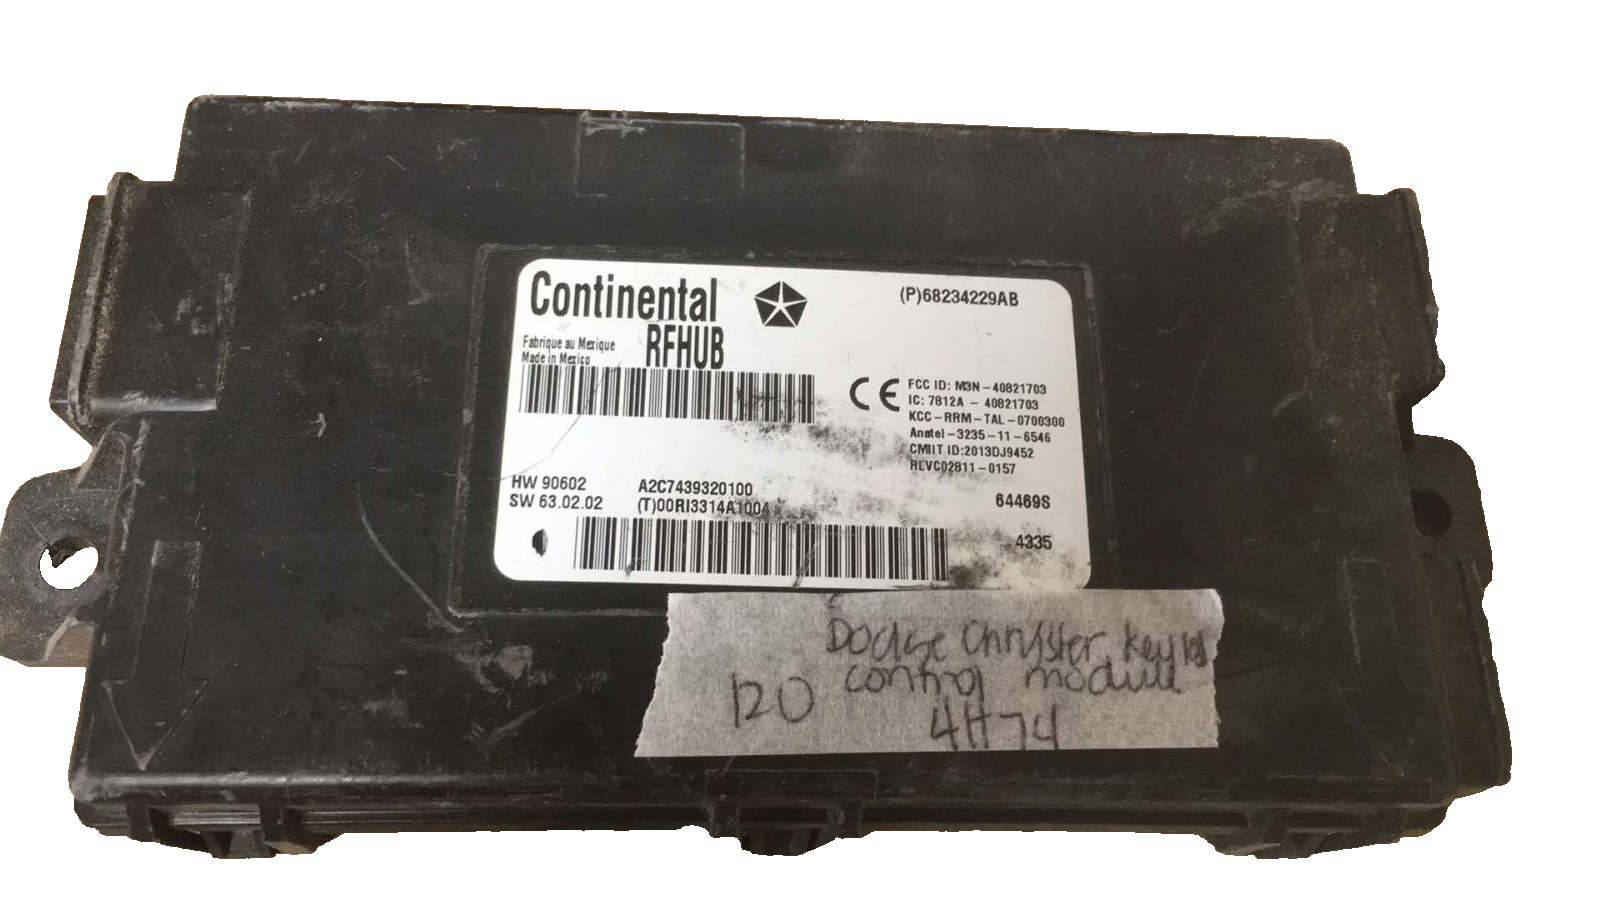 Continental
(P)68234229AB
RFHUB
Fabrique au Mexique
Made in Mexico
FCC ID: M3N-40821703
IC: 7812A - 40821703
KCC-RRM-TAL-0700300
Anatel-3235-11-6546
CMIIT ID:2013DJ9452
RLVC02811-0157
HW 90602
A2C7439320100
SW 63.02.02
(T)00RI3314A1004
64469S
4335
Dodge Chrylster
control module
120
4H74